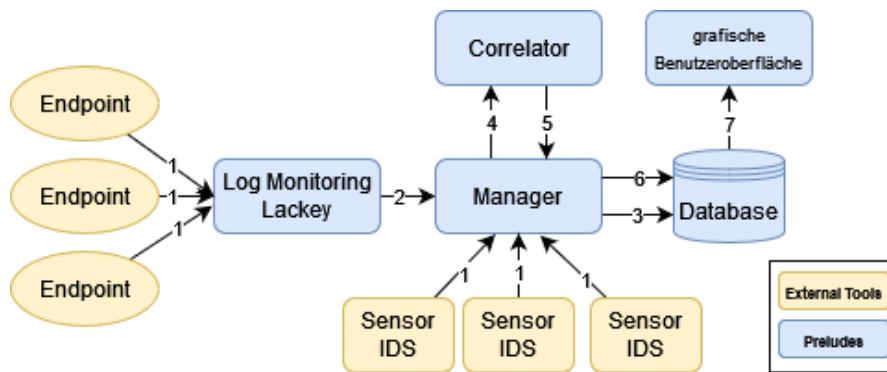 Correlator
grafische
Benutzeroberfläche
Endpoint
4
5
7
1
Endpoint
1
Log Monitoring
Lackey
2
Manager
6
3
Database
1
Endpoint
1
1
1
Sensor
IDS
Sensor
IDS
Sensor
IDS
External Tools
Preludes